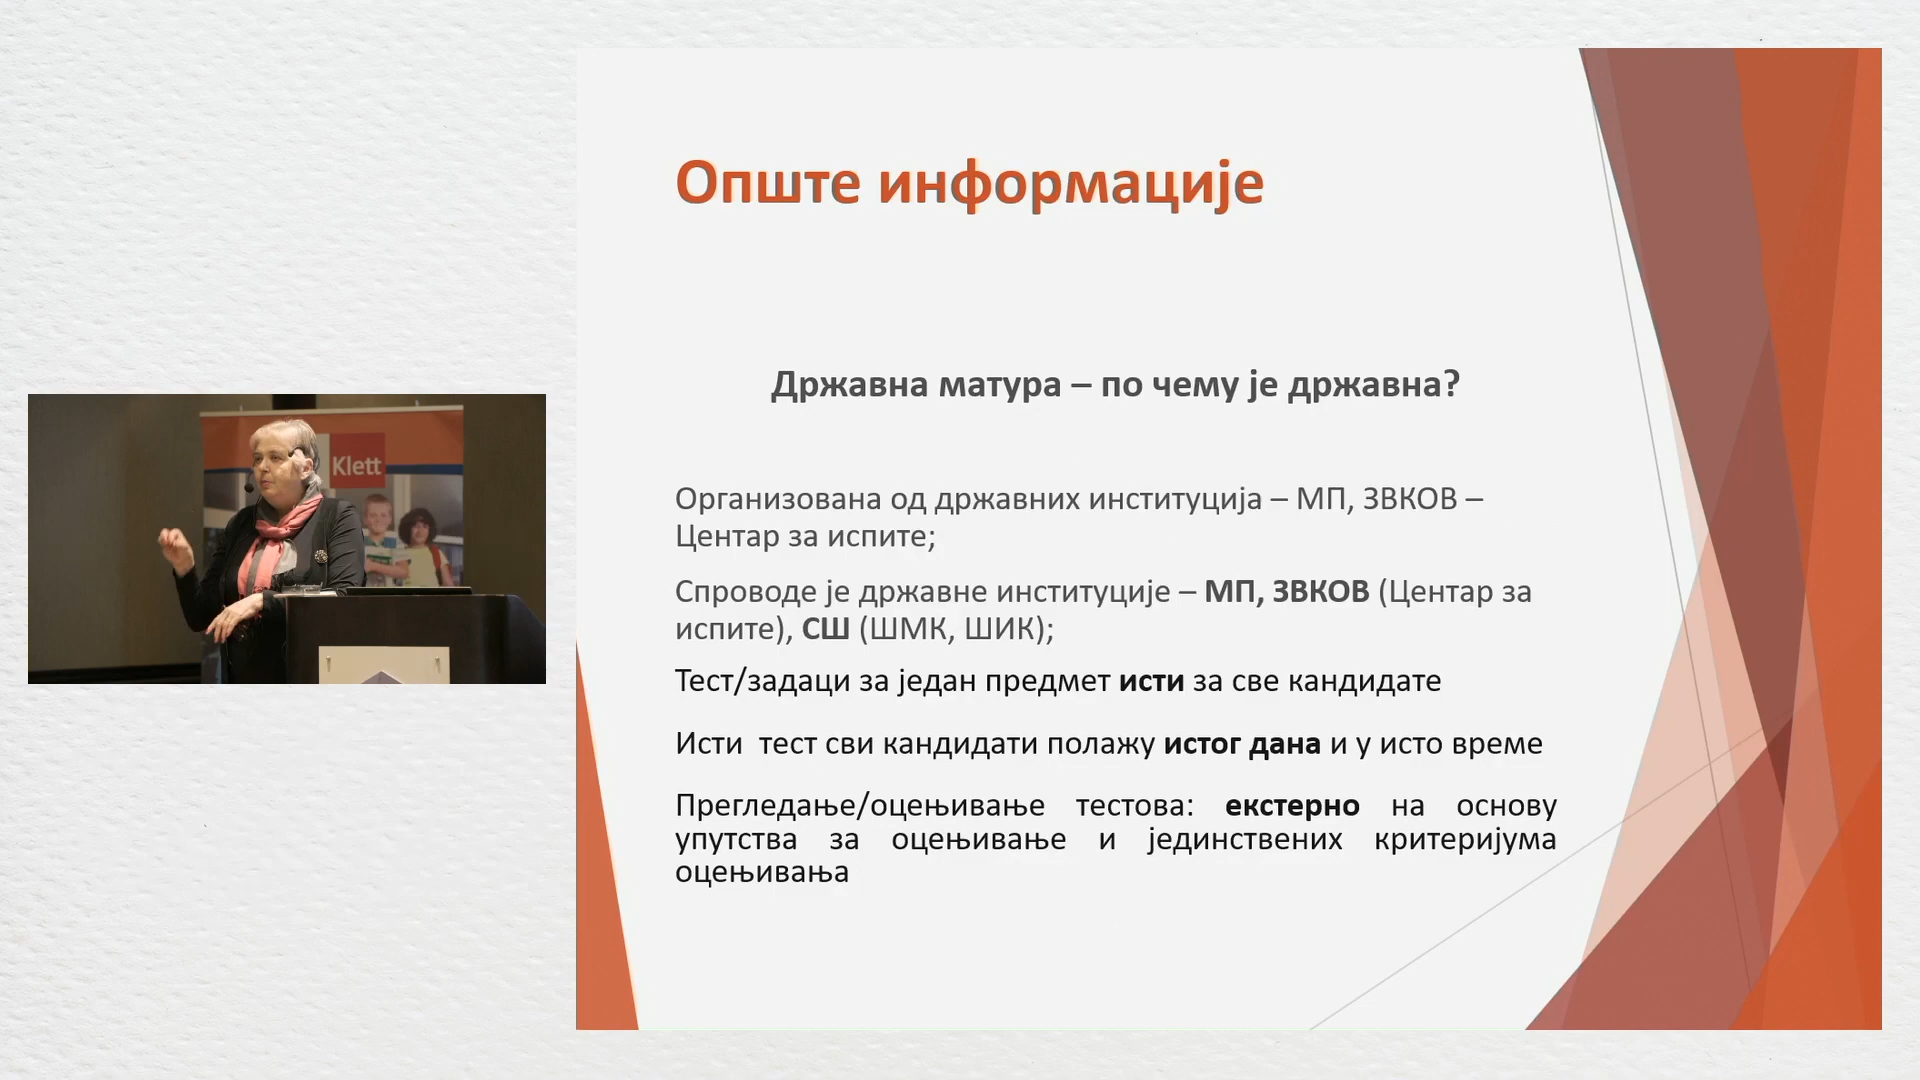 Опште информације
Државна матура – по чему је државна?
Организована од државних институција – МП, ЗВКОВ –
Центар за испите;
Спроводе је државне институције – МП, ЗВКОВ (Центар за
испите), СШ (ШМК, ШИК);
Тест/задаци за један предмет исти за све кандидате
Исти тест сви кандидати полажу истог дана и у исто време
Прегледање/оцењивање тестова: екстерно на основу
упутства за оцењивање и јединствених критеријума
оцењивања
Klett